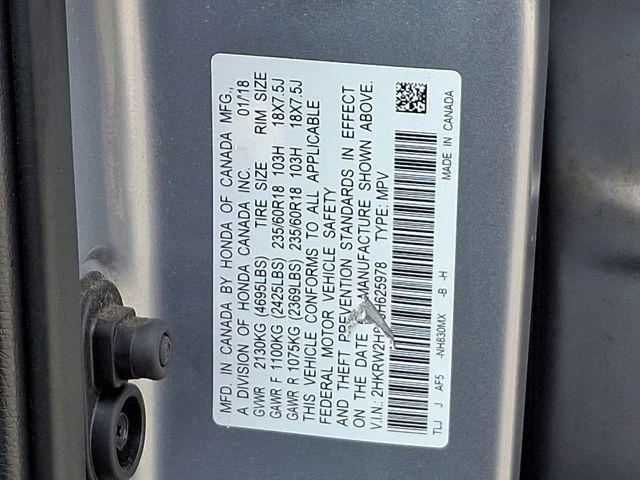 MFD. IN CANADA BY HONDA OF CANADA MFG.,
A DIVISION OF HONDA CANADA INC. 01/18
GVWR 2130KG (4695LBS) TIRE SIZE RIM SIZE
GAWR F 1100KG (2425LBS) 235/60R18 103H 18X7.5J
GAWR R 1075KG (2369LBS) 235/60R18 103H 18X7.5J
THIS VEHICLE CONFORMS TO ALL APPLICABLE
FEDERAL MOTOR VEHICLE SAFETY
AND THEFT PREVENTION STANDARDS IN EFFECT
ON THE DATE MANUFACTURE SHOWN ABOVE.
V.I.N.: TYPE: MPV
TLJ J AF5 -NH830MX -B -H MADE IN CANADA